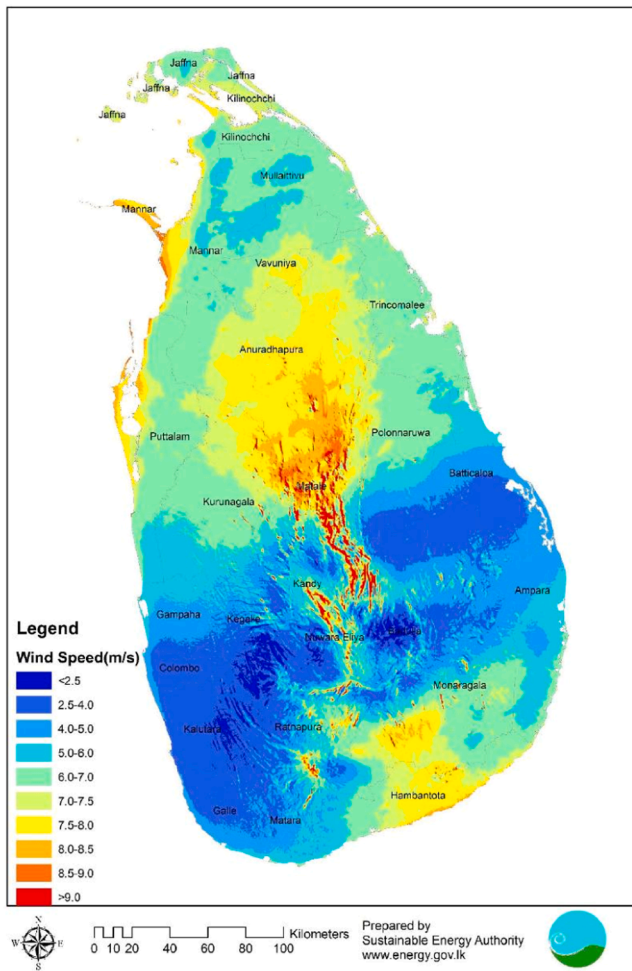 Jaffna
Jaffna
Jaffna
Kilinochchi
Jaffna
Kilinochchi
Mullaittivu
Mannar
Mannar
Vavuniya
Trincomalee
Anuradhapura
Puttalam
Polonnaruwa
Batticaloa
Matale
Kurunagala
Kandy
Ampara
Gampaha
Kegalle
Nuwara Eliya
Badulla
Colombo
Monaragala
Kalutara
Ratnapura
Hambantota
Galle
Matara
Legend
Wind Speed(m/s)
<2.5
2.5-4.0
4.0-5.0
5.0-6.0
6.0-7.0
7.0-7.5
7.5-8.0
8.0-8.5
8.5-9.0
>9.0
N
W E
S
0 10 20 40 60 80 100
Kilometers
Prepared by
Sustainable Energy Authority
www.energy.gov.lk